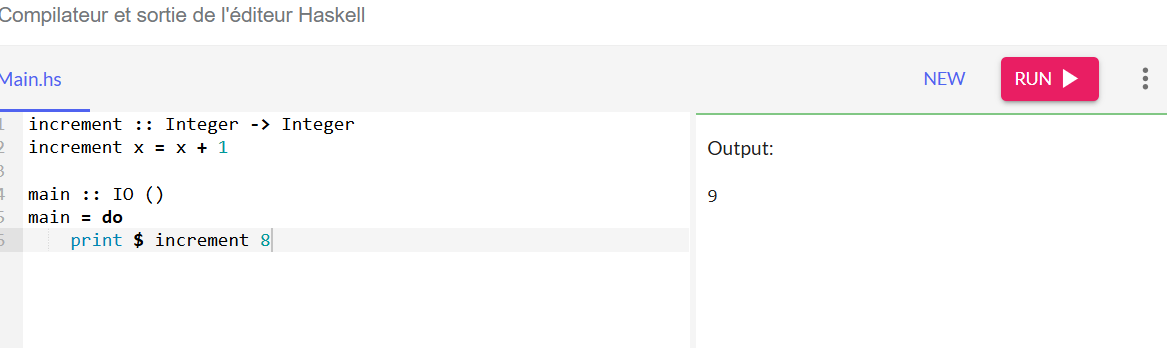 Compilateur et sortie de l'éditeur Haskell
Main.hs
NEW
RUN
1 increment :: Integer -> Integer
2 increment x = x + 1
3
4 main :: IO ()
5 main = do
6 print $ increment 8
Output:
9